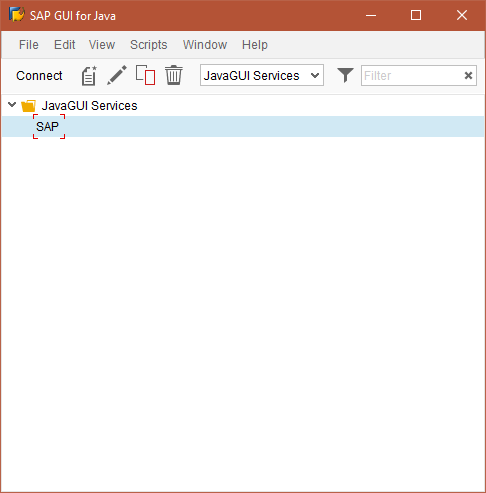 SAP GUI for Java
File Edit View Scripts Window Help
Connect JavaGUI Services Filter
JavaGUI Services
SAP